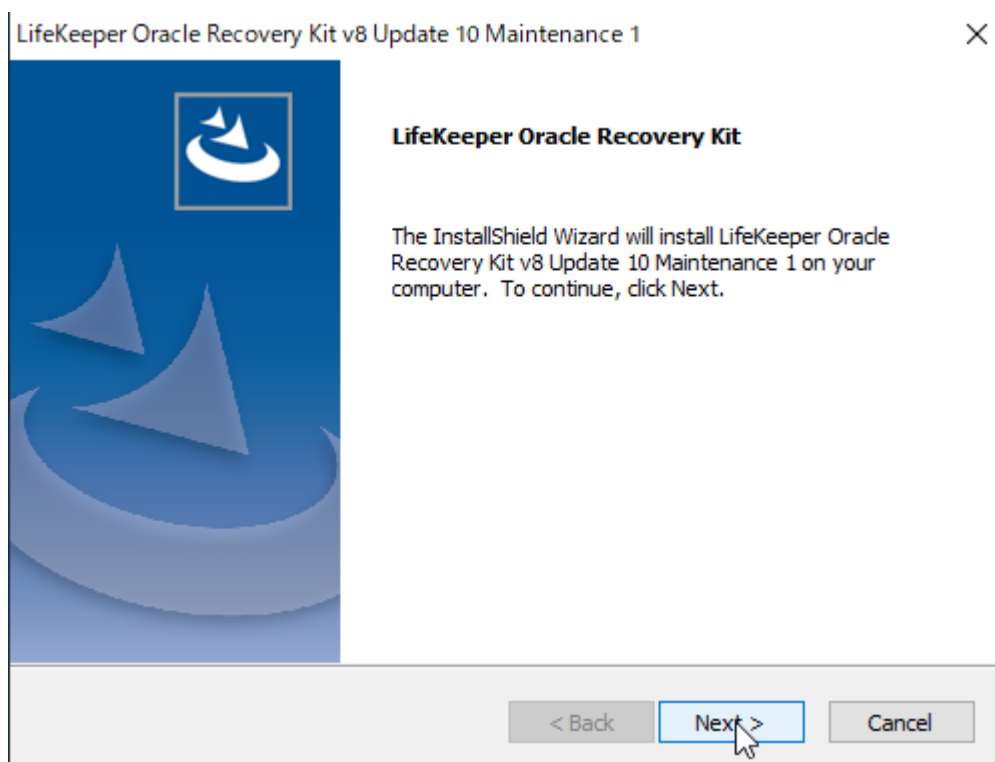 LifeKeeper Oracle Recovery Kit v8 Update 10 Maintenance 1
LifeKeeper Oracle Recovery Kit
The InstallShield Wizard will install LifeKeeper Oracle
Recovery Kit v8 Update 10 Maintenance 1 on your
computer.  To continue, click Next.
< Back
Next >
Cancel